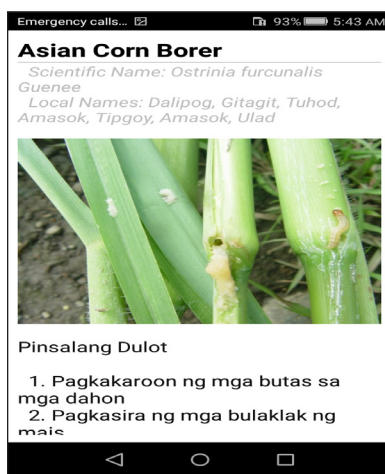 Emergency calls...
93% 5:43 AM
Asian Corn Borer
Scientific Name: Ostrinia furcunalis
Guenee
Local Names: Dalipog, Gitagit, Tuhod,
Amasok, Tipgoy, Amasok, Ulad
Pinsalang Dulot
1. Pagkakaroon ng mga butas sa
mga dahon
2. Pagkasira ng mga bulaklak ng
mais